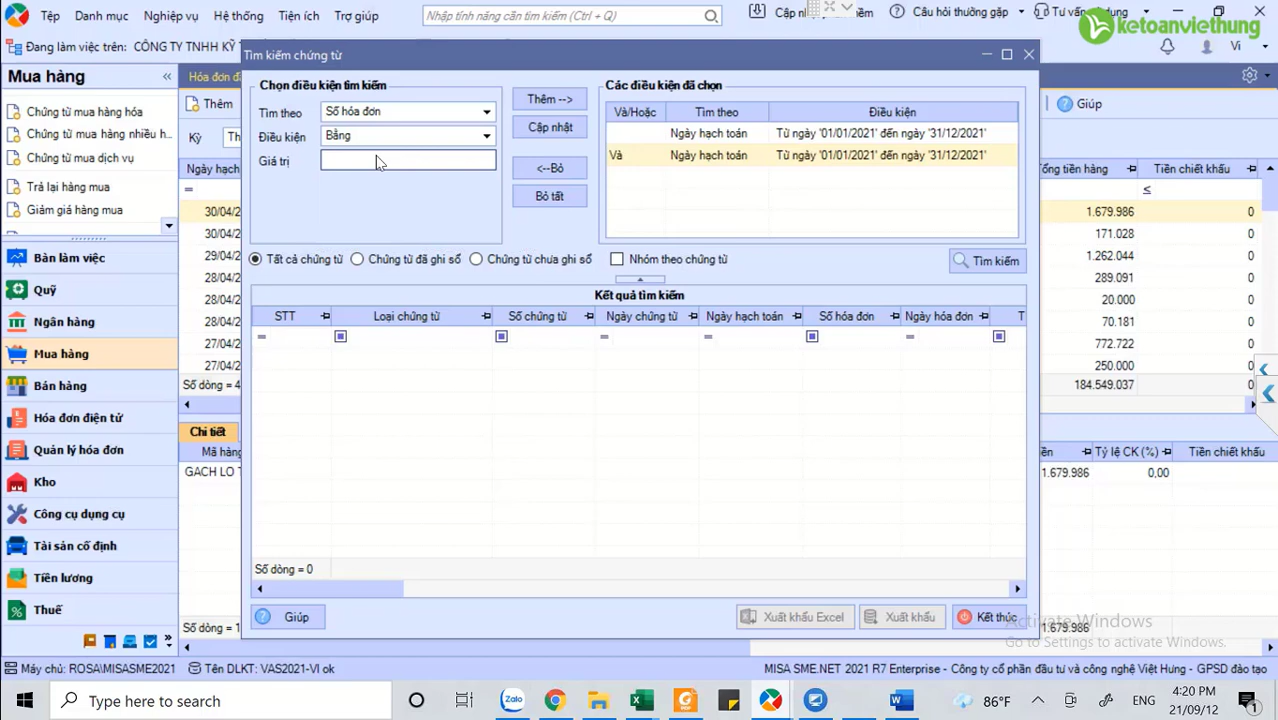 Tệp Danh mục Nghiệp vụ Hệ thống Tiện ích Trợ giúp
Nhập tính năng cần tìm kiếm (Ctrl + Q)
Câu hỏi thường gặp
ketoanviethung
Đang làm việc trên: CÔNG TY TNHH KỸ
Vi
Mua hàng
Chứng từ mua hàng hóa
Chứng từ mua hàng nhiều h...
Chứng từ mua dịch vụ
Trả lại hàng mua
Giảm giá hàng mua
Bàn làm việc
Quỹ
Ngân hàng
Mua hàng
Bán hàng
Hóa đơn điện tử
Quản lý hóa đơn
Kho
Công cụ dụng cụ
Tài sản cố định
Tiền lương
Thuế
Thêm
Giúp
Kỳ
Ngày hạch
30/04/2
30/04/2
29/04/2
28/04/2
28/04/2
28/04/2
27/04/2
27/04/2
Số dòng = 4
Chi tiết
Mã hàng
GACH LO T
Số dòng = 1
Tìm kiếm chứng từ
Chọn điều kiện tìm kiếm
Tìm theo Số hóa đơn
Điều kiện Bằng
Giá trị
Thêm -->
Cập nhật
<--Bỏ
Bỏ tất
Các điều kiện đã chọn
Và/Hoặc Tìm theo Điều kiện
Ngày hạch toán Từ ngày '01/01/2021' đến ngày '31/12/2021'
Và Ngày hạch toán Từ ngày '01/01/2021' đến ngày '31/12/2021'
Tất cả chứng từ Chứng từ đã ghi sổ Chứng từ chưa ghi sổ Nhóm theo chứng từ
Tìm kiếm
Kết quả tìm kiếm
STT Loại chứng từ Số chứng từ Ngày chứng từ Ngày hạch toán Số hóa đơn Ngày hóa đơn T
Số dòng = 0
Giúp Xuất khẩu Excel Xuất khẩu Kết thúc
Tổng tiền hàng Tiền chiết khấu
1.679.986 0
171.028 0
1.262.044 0
289.091 0
20.000 0
70.181 0
772.722 0
250.000 0
184.549.037 0
Tỷ lệ CK (%) Tiền chiết khấu
1.679.986 0,00
1.679.986
Activate Windows
Go to Settings to activate Windows.
Máy chủ: ROSA\MISASME2021 Tên DLKT: VAS2021-VI ok MISA SME.NET 2021 R7 Enterprise - Công ty cổ phần đầu tư và công nghệ Việt Hưng - GPSD đào tạo
Type here to search
Zalo
86°F
ENG
4:20 PM
21/09/12